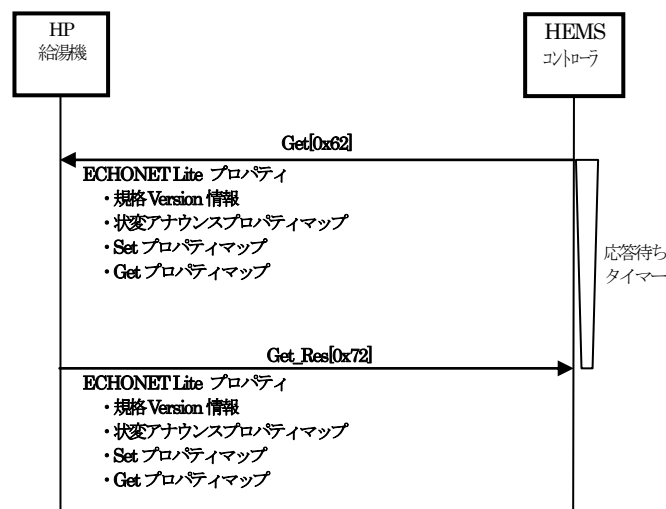 HP
給湯機
HEMS
コントローラ
Get[0x62]
ECHONET Lite プロパティ
・規格 Version 情報
・状変アナウンスプロパティマップ
・Set プロパティマップ
・Get プロパティマップ
応答待ち
タイマー
Get_Res[0x72]
ECHONET Lite プロパティ
・規格 Version 情報
・状変アナウンスプロパティマップ
・Set プロパティマップ
・Get プロパティマップ